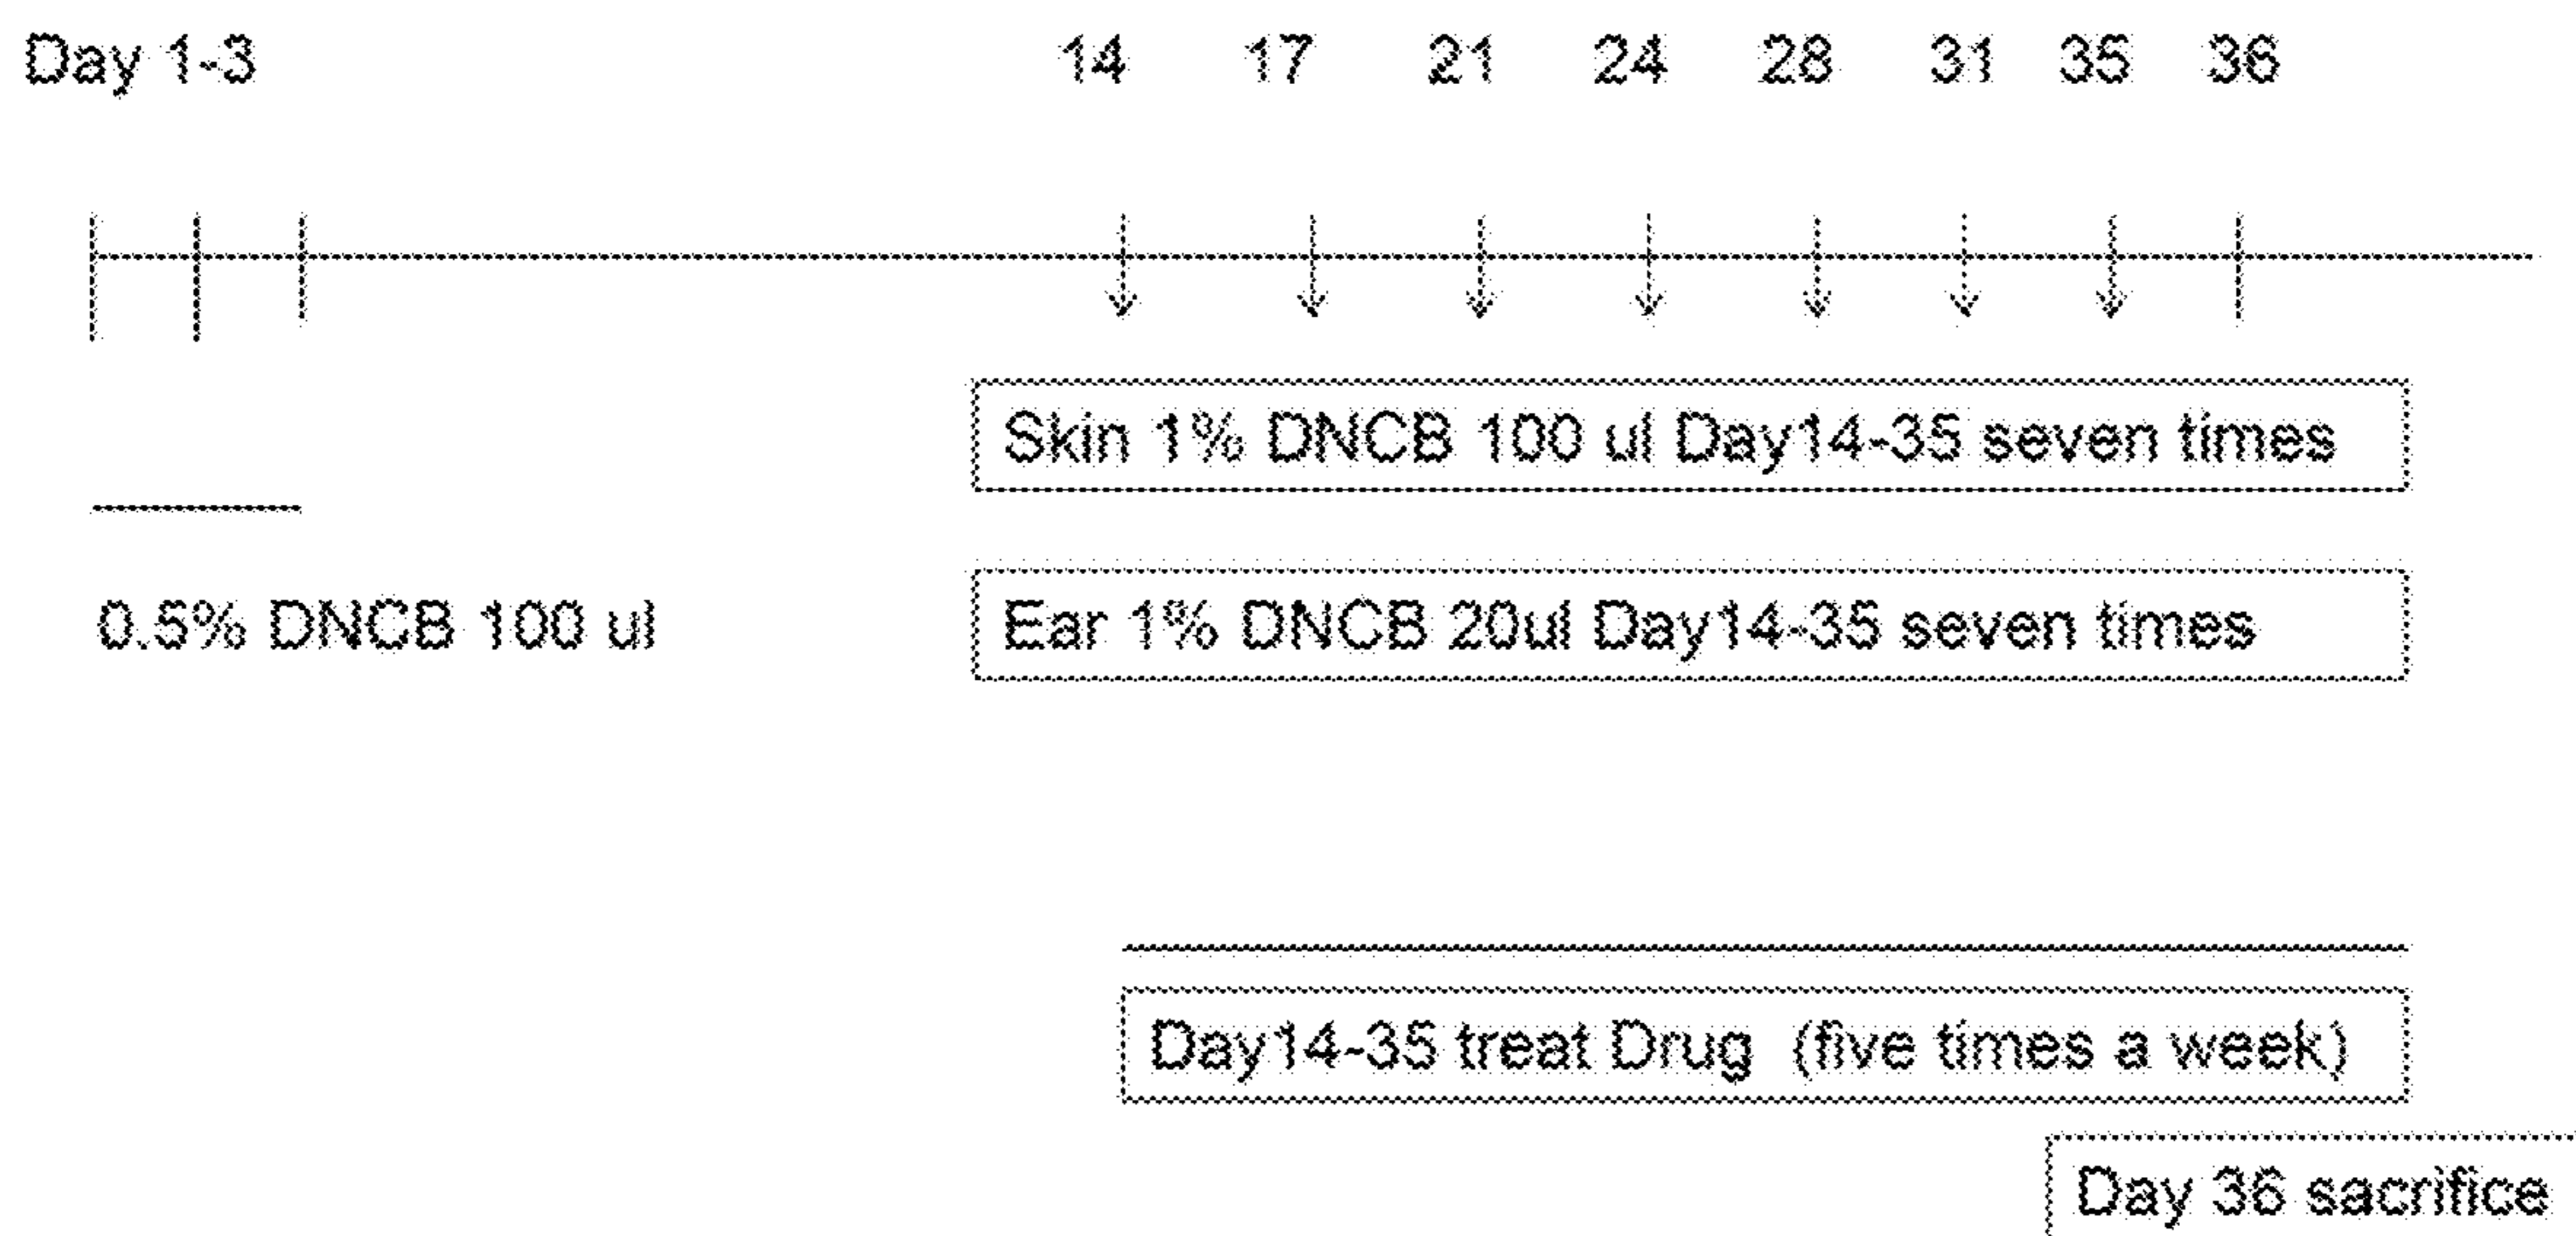 Day 1-3 14 17 21 24 28 31 35 36
Skin 1% DNCB 100 ul Day14-35 seven times
0.5% DNCB 100 ul
Ear 1% DNCB 20ul Day14-35 seven times
Day14-35 treat Drug (five times a week)
Day 36 sacrifice